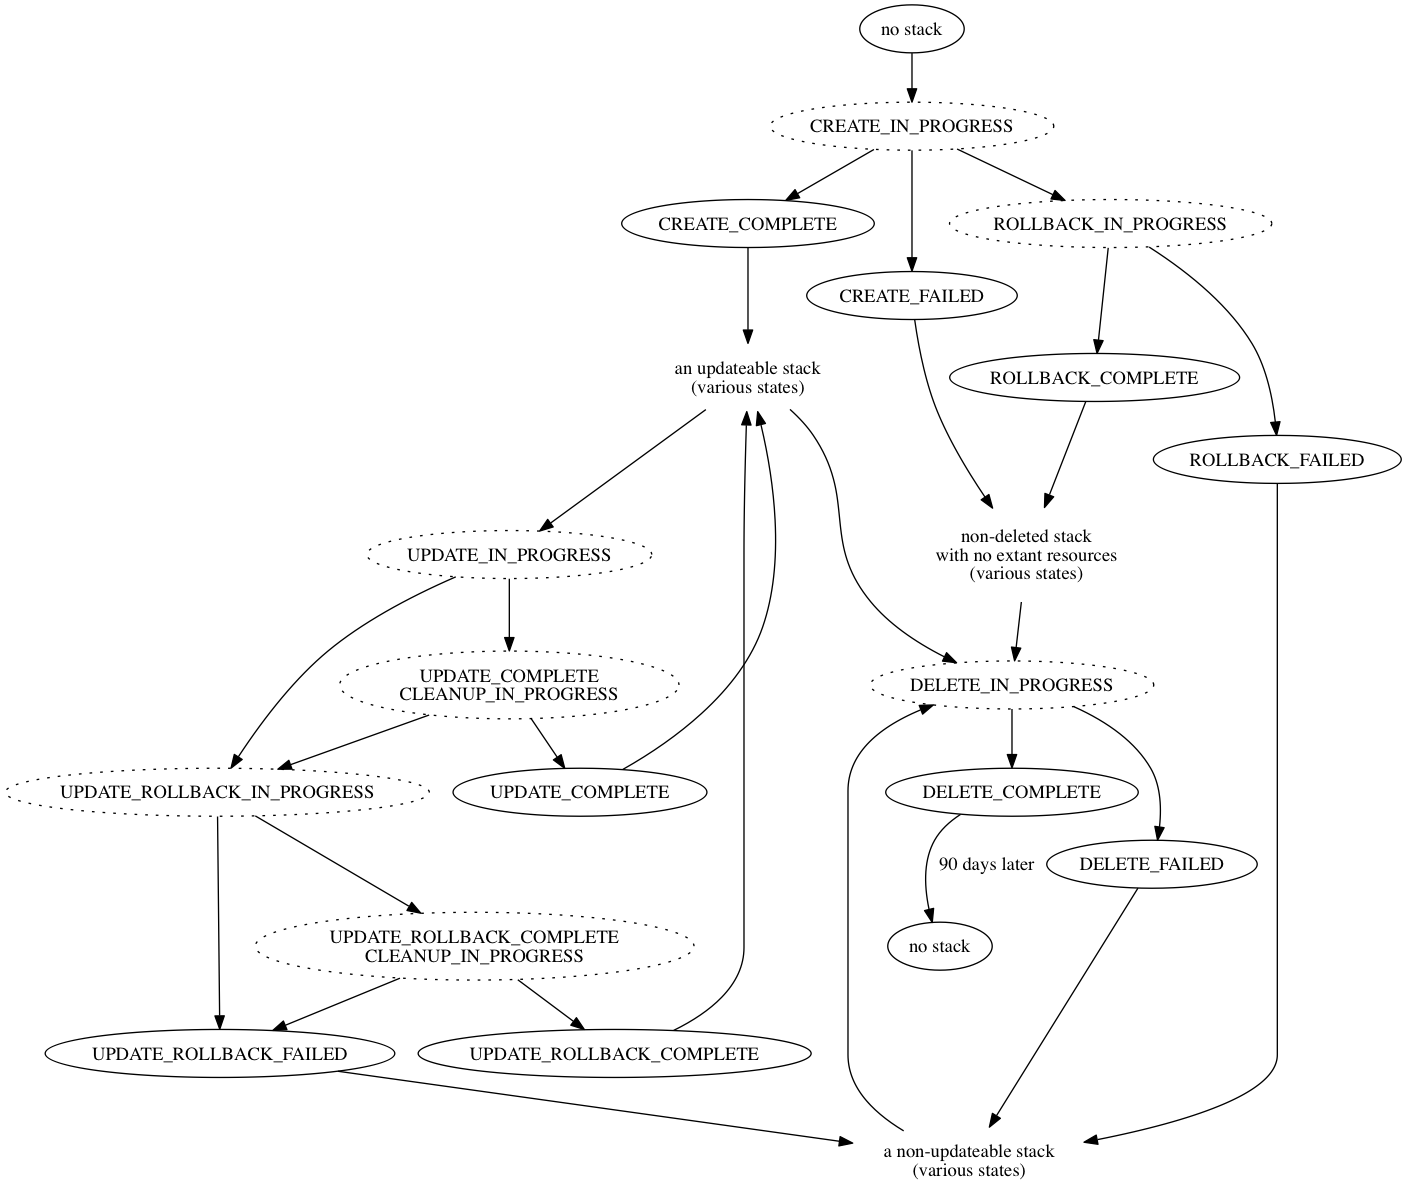 no stack
CREATE_IN_PROGRESS
CREATE_COMPLETE
ROLLBACK_IN_PROGRESS
CREATE_FAILED
an updateable stack
(various states)
ROLLBACK_COMPLETE
ROLLBACK_FAILED
non-deleted stack
with no extant resources
(various states)
UPDATE_IN_PROGRESS
UPDATE_COMPLETE
CLEANUP_IN_PROGRESS
DELETE_IN_PROGRESS
UPDATE_ROLLBACK_IN_PROGRESS
UPDATE_COMPLETE
DELETE_COMPLETE
90 days later
DELETE_FAILED
UPDATE_ROLLBACK_COMPLETE
CLEANUP_IN_PROGRESS
no stack
UPDATE_ROLLBACK_FAILED
UPDATE_ROLLBACK_COMPLETE
a non-updateable stack
(various states)